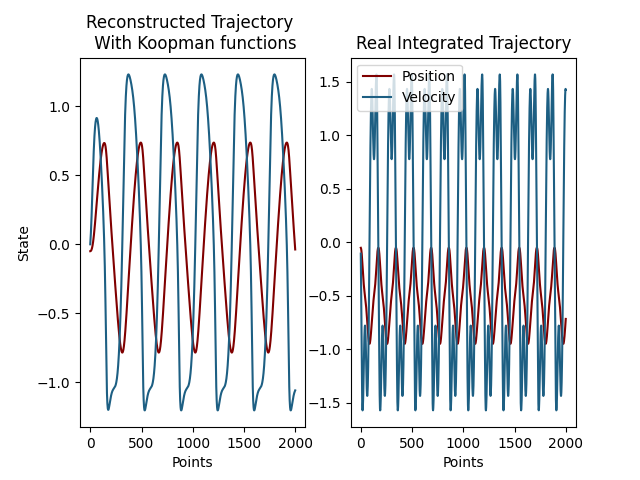 Reconstructed Trajectory
With Koopman functions
Real Integrated Trajectory
State
1.0
0.5
0.0
−0.5
−1.0
0
500
1000
1500
2000
Points
Position
Velocity
1.5
1.0
0.5
0.0
−0.5
−1.0
−1.5
0
500
1000
1500
2000
Points